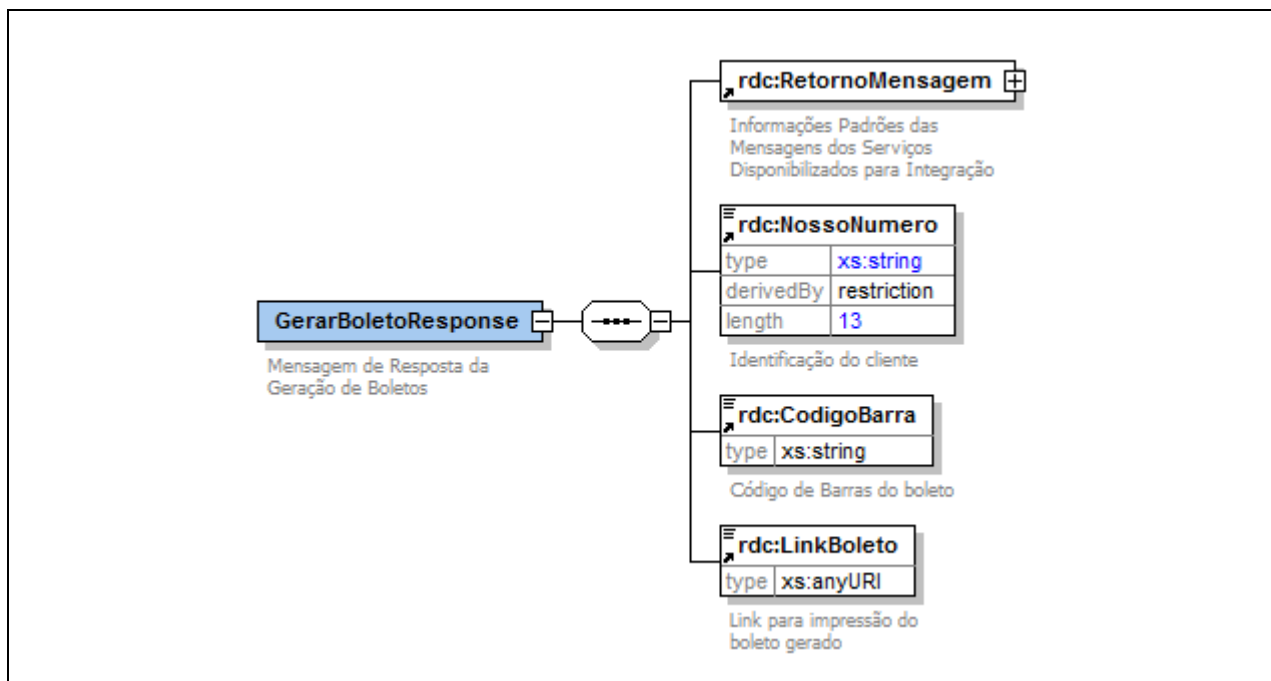 rdc:RetornoMensagem
Informações Padrões das
Mensagens dos Serviços
Disponibilizados para Integração
rdc:NossoNumero
type xs:string
derivedBy restriction
length 13
Identificação do cliente
GerarBoletoResponse
Mensagem de Resposta da
Geração de Boletos
rdc:CodigoBarra
type xs:string
Código de Barras do boleto
rdc:LinkBoleto
type xs:anyURI
Link para impressão do
boleto gerado